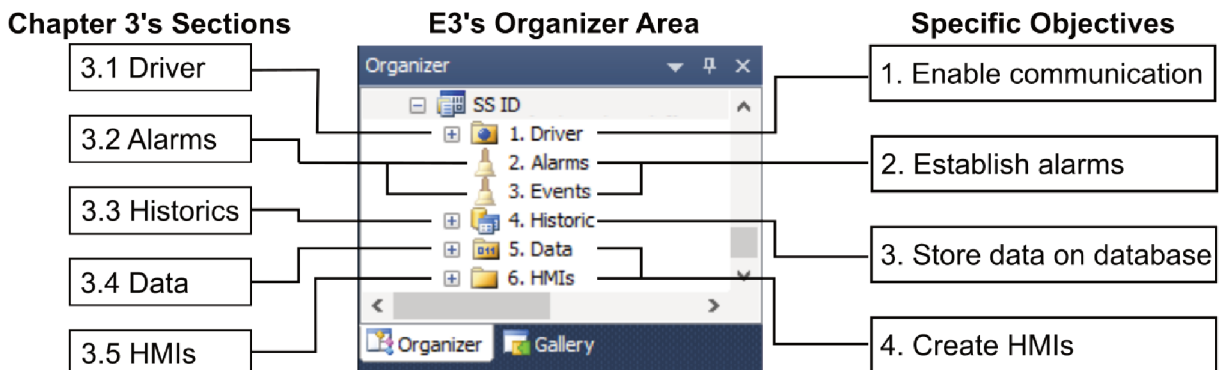 Chapter 3's Sections
E3's Organizer Area
Specific Objectives
3.1 Driver
3.2 Alarms
3.3 Historics
3.4 Data
3.5 HMIs
Organizer
SS ID
1. Driver
2. Alarms
3. Events
4. Historic
5. Data
6. HMIs
Organizer
Gallery
1. Enable communication
2. Establish alarms
3. Store data on database
4. Create HMIs